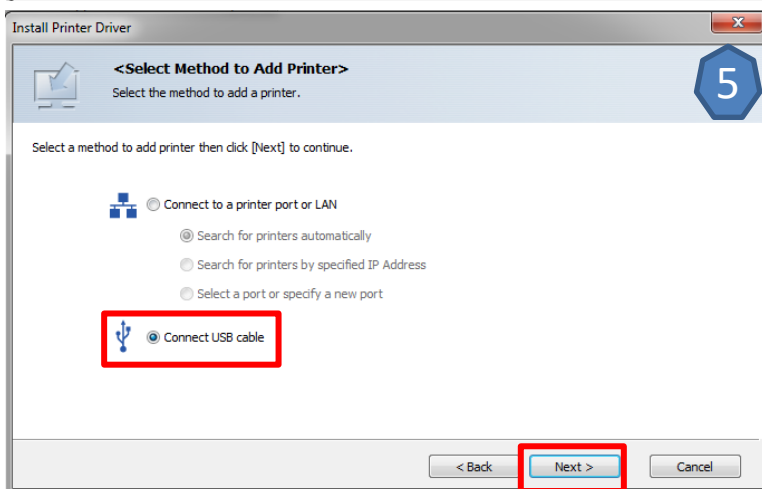 Install Printer Driver
<Select Method to Add Printer>
Select the method to add a printer.
5
Select a method to add printer then click [Next] to continue.
Connect to a printer port or LAN
Search for printers automatically
Search for printers by specified IP Address
Select a port or specify a new port
Connect USB cable
< Back
Next >
Cancel